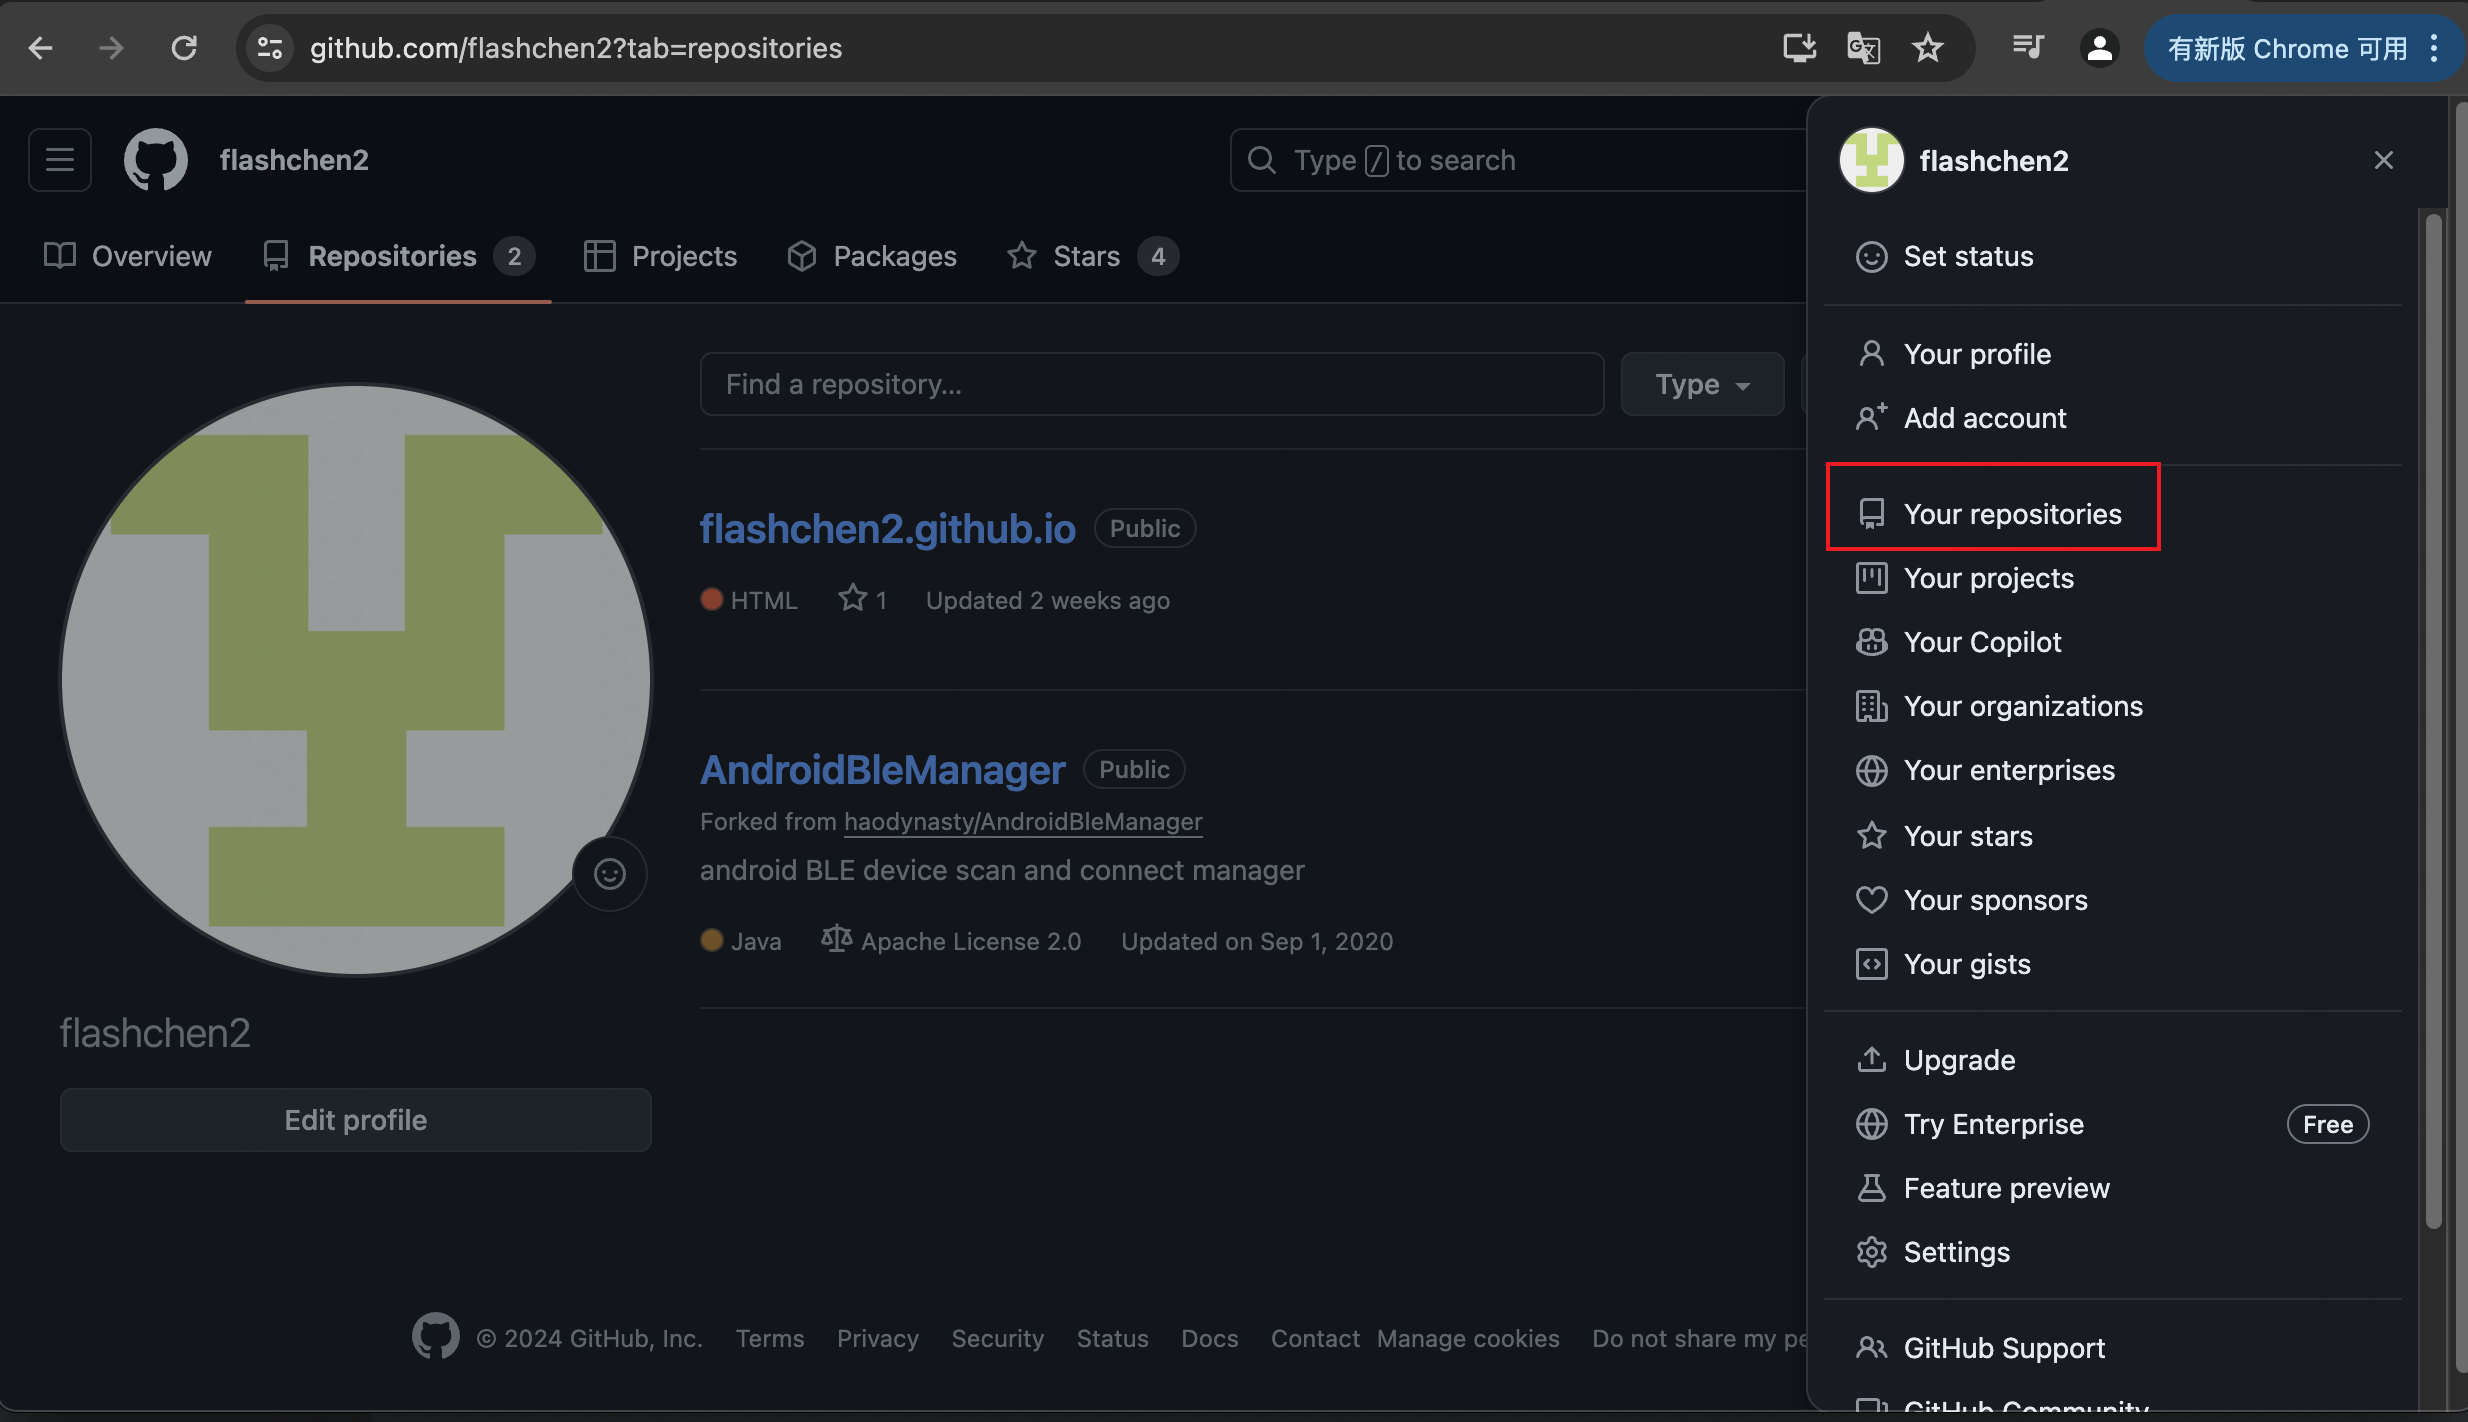 github.com/flashchen2?tab=repositories
有新版 Chrome 可用
flashchen2
Type / to search
Overview
Repositories 2
Projects
Packages
Stars 4
Find a repository...
Type
flashchen2.github.io Public
HTML 1 Updated 2 weeks ago
AndroidBleManager Public
Forked from haodynasty/AndroidBleManager
android BLE device scan and connect manager
Java Apache License 2.0 Updated on Sep 1, 2020
flashchen2
Edit profile
© 2024 GitHub, Inc. Terms Privacy Security Status Docs Contact Manage cookies Do not share my pe
flashchen2
Set status
Your profile
Add account
Your repositories
Your projects
Your Copilot
Your organizations
Your enterprises
Your stars
Your sponsors
Your gists
Upgrade
Try Enterprise Free
Feature preview
Settings
GitHub Support
GitHub Community